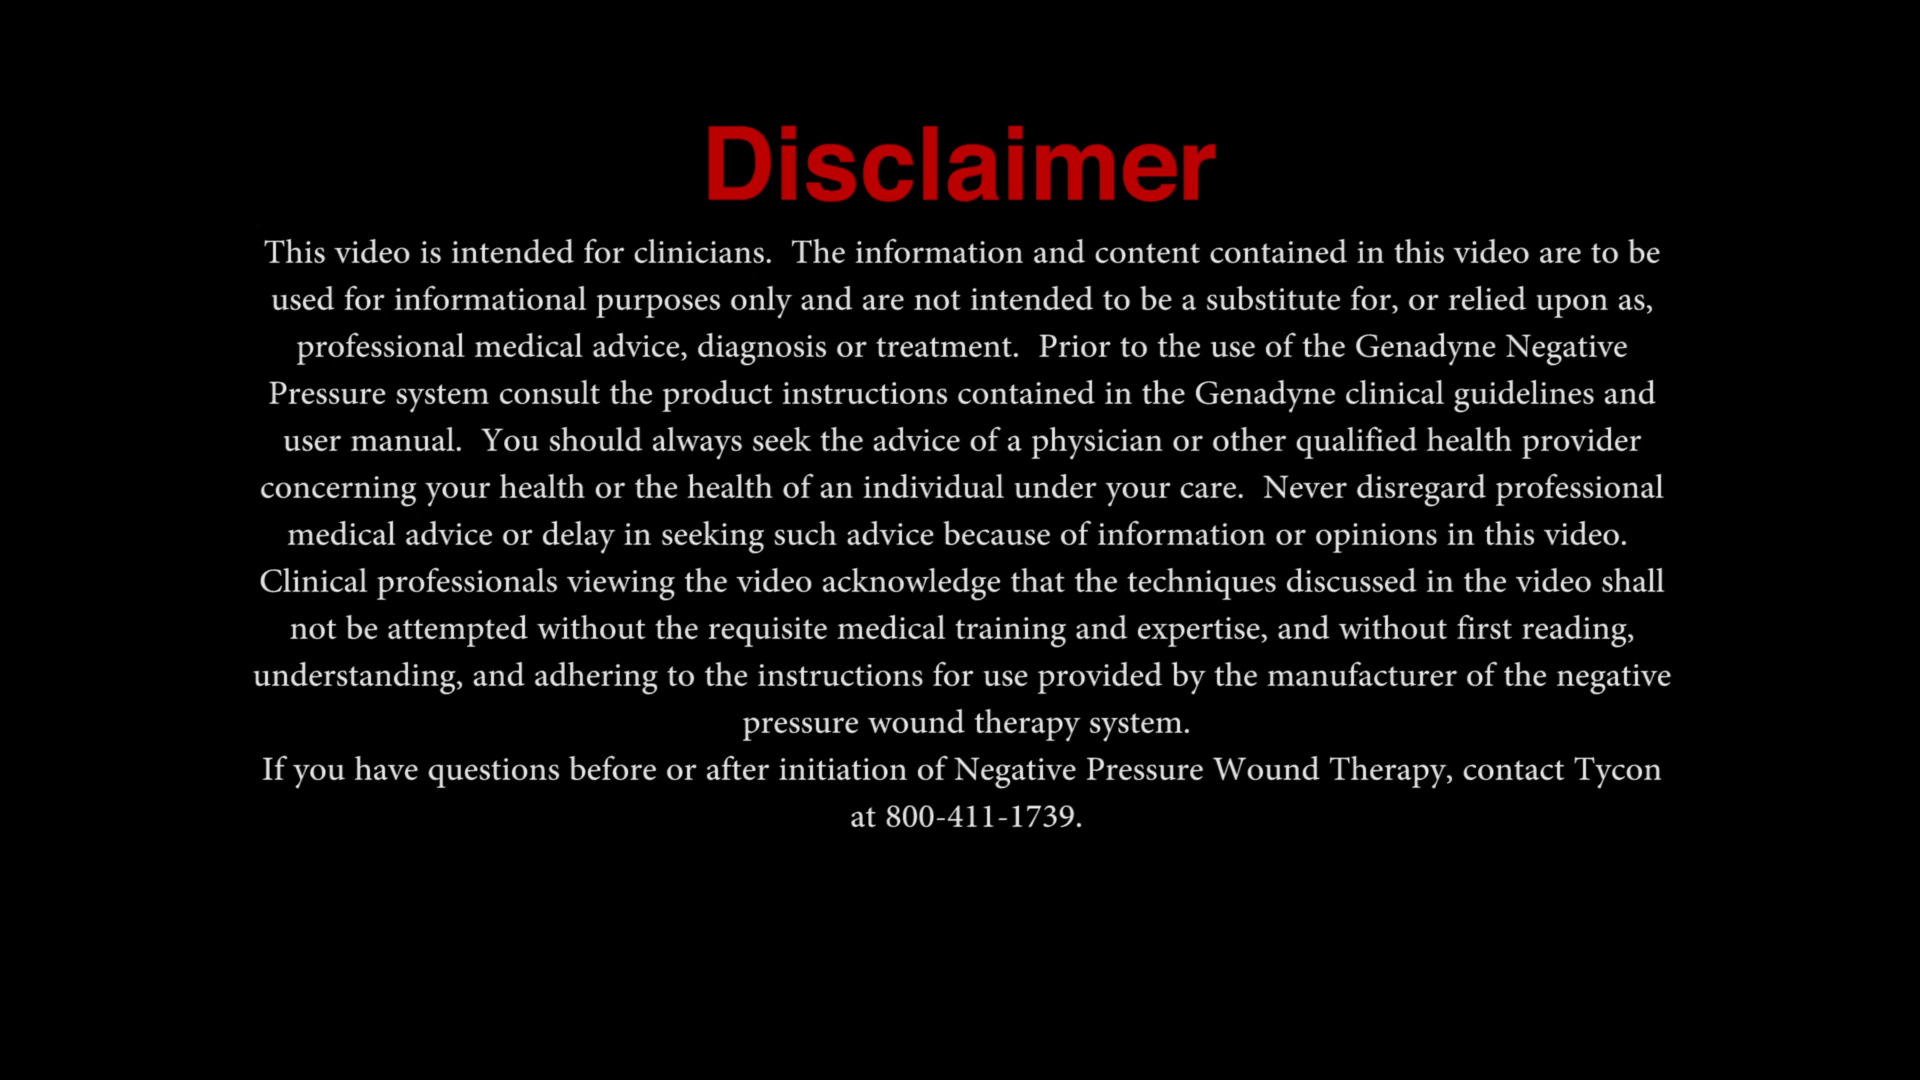 Disclaimer
This video is intended for clinicians.  The information and content contained in this video are to be
used for informational purposes only and are not intended to be a substitute for, or relied upon as,
professional medical advice, diagnosis or treatment.  Prior to the use of the Genadyne Negative
Pressure system consult the product instructions contained in the Genadyne clinical guidelines and
user manual.  You should always seek the advice of a physician or other qualified health provider
concerning your health or the health of an individual under your care.  Never disregard professional
medical advice or delay in seeking such advice because of information or opinions in this video.
Clinical professionals viewing the video acknowledge that the techniques discussed in the video shall
not be attempted without the requisite medical training and expertise, and without first reading,
understanding, and adhering to the instructions for use provided by the manufacturer of the negative
pressure wound therapy system.
If you have questions before or after initiation of Negative Pressure Wound Therapy, contact Tycon
at 800-411-1739.